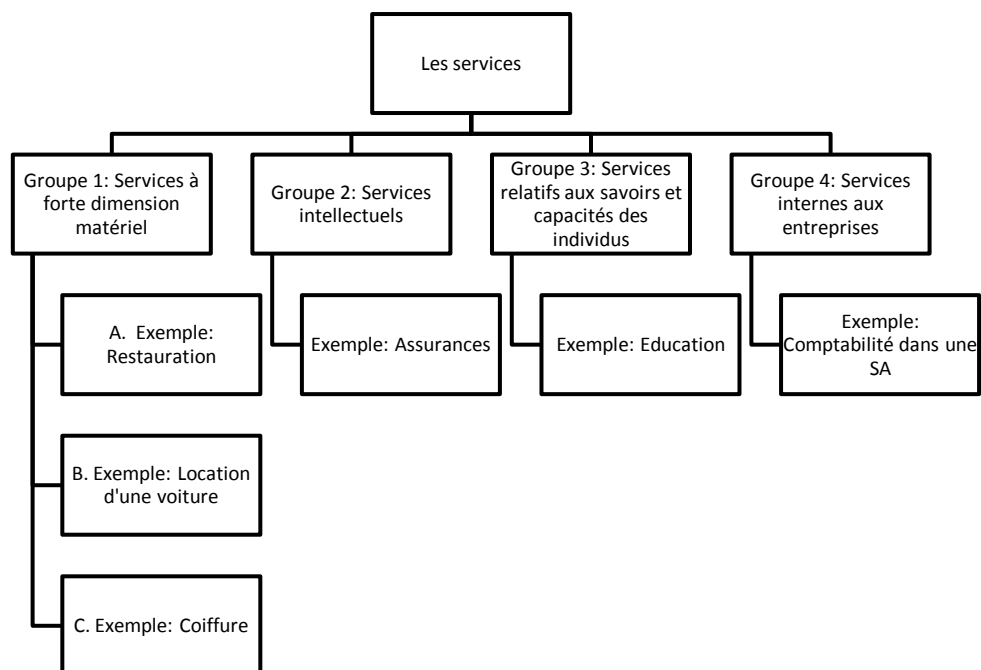 Les services
Groupe 1: Services à
forte dimension
matériel
Groupe 2: Services
intellectuels
Groupe 3: Services
relatifs aux savoirs et
capacités des
individus
Groupe 4: Services
internes aux
entreprises
A. Exemple:
Restauration
Exemple: Assurances
Exemple: Education
Exemple:
Comptabilité dans une
SA
B. Exemple: Location
d'une voiture
C. Exemple: Coiffure